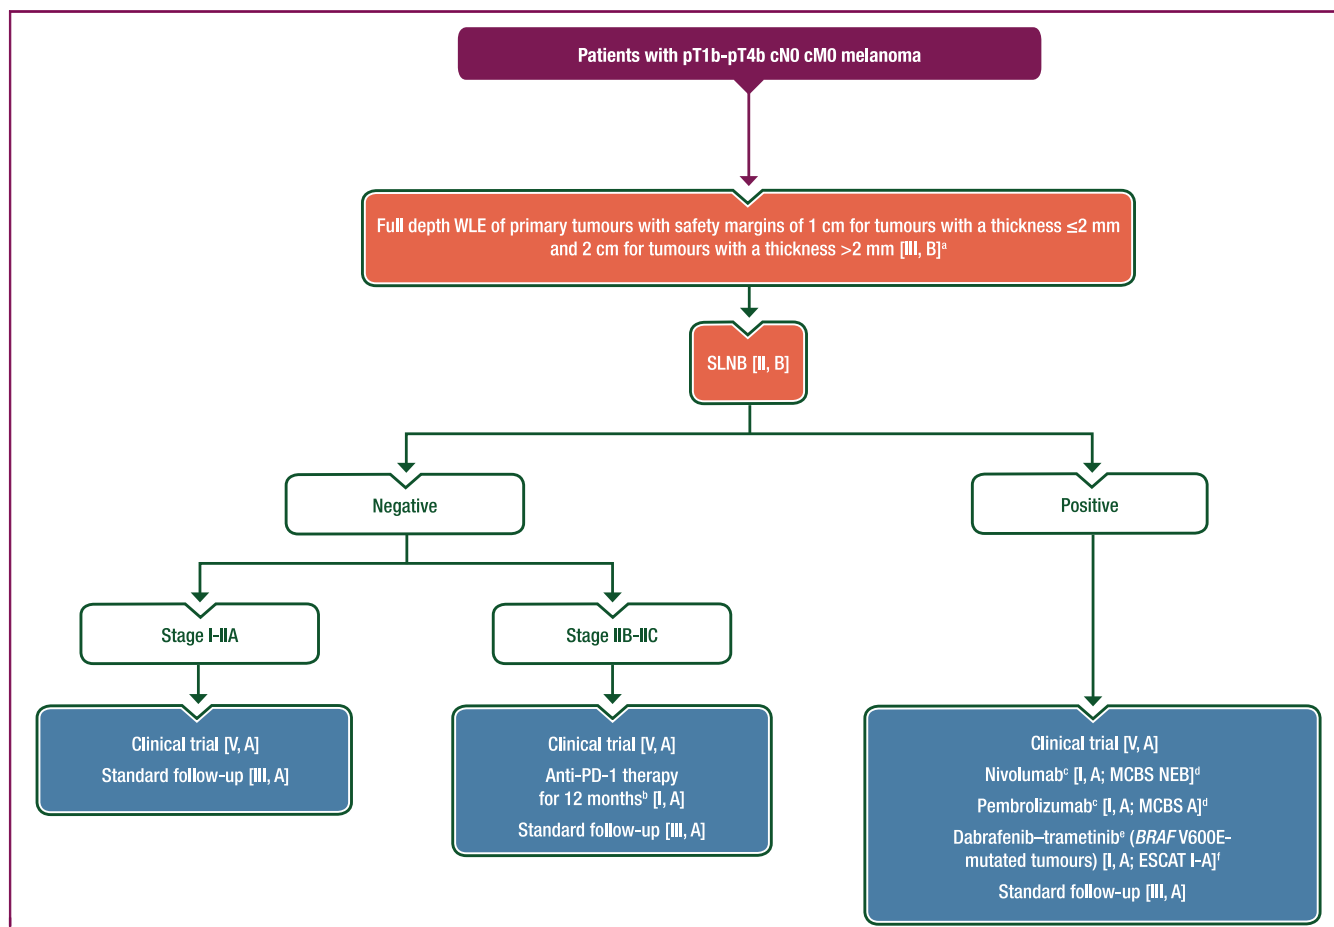 Patients with pT1b-pT4b cN0 cM0 melanoma
Full depth WLE of primary tumours with safety margins of 1 cm for tumours with a thickness ≤2 mm
and 2 cm for tumours with a thickness >2 mm [III, B]ᵃ
SLNB [II, B]
Negative
Positive
Stage I-IIA
Stage IIB-IIC
Clinical trial [V, A]
Standard follow-up [III, A]
Clinical trial [V, A]
Anti-PD-1 therapy
for 12 monthsᵇ [I, A]
Standard follow-up [III, A]
Clinical trial [V, A]
Nivolumabᶜ [I, A; MCBS NEB]ᵈ
Pembrolizumabᶜ [I, A; MCBS A]ᵈ
Dabrafenib–trametinibᵉ (BRAF V600E-
mutated tumours) [I, A; ESCAT I-A]ᶠ
Standard follow-up [III, A]